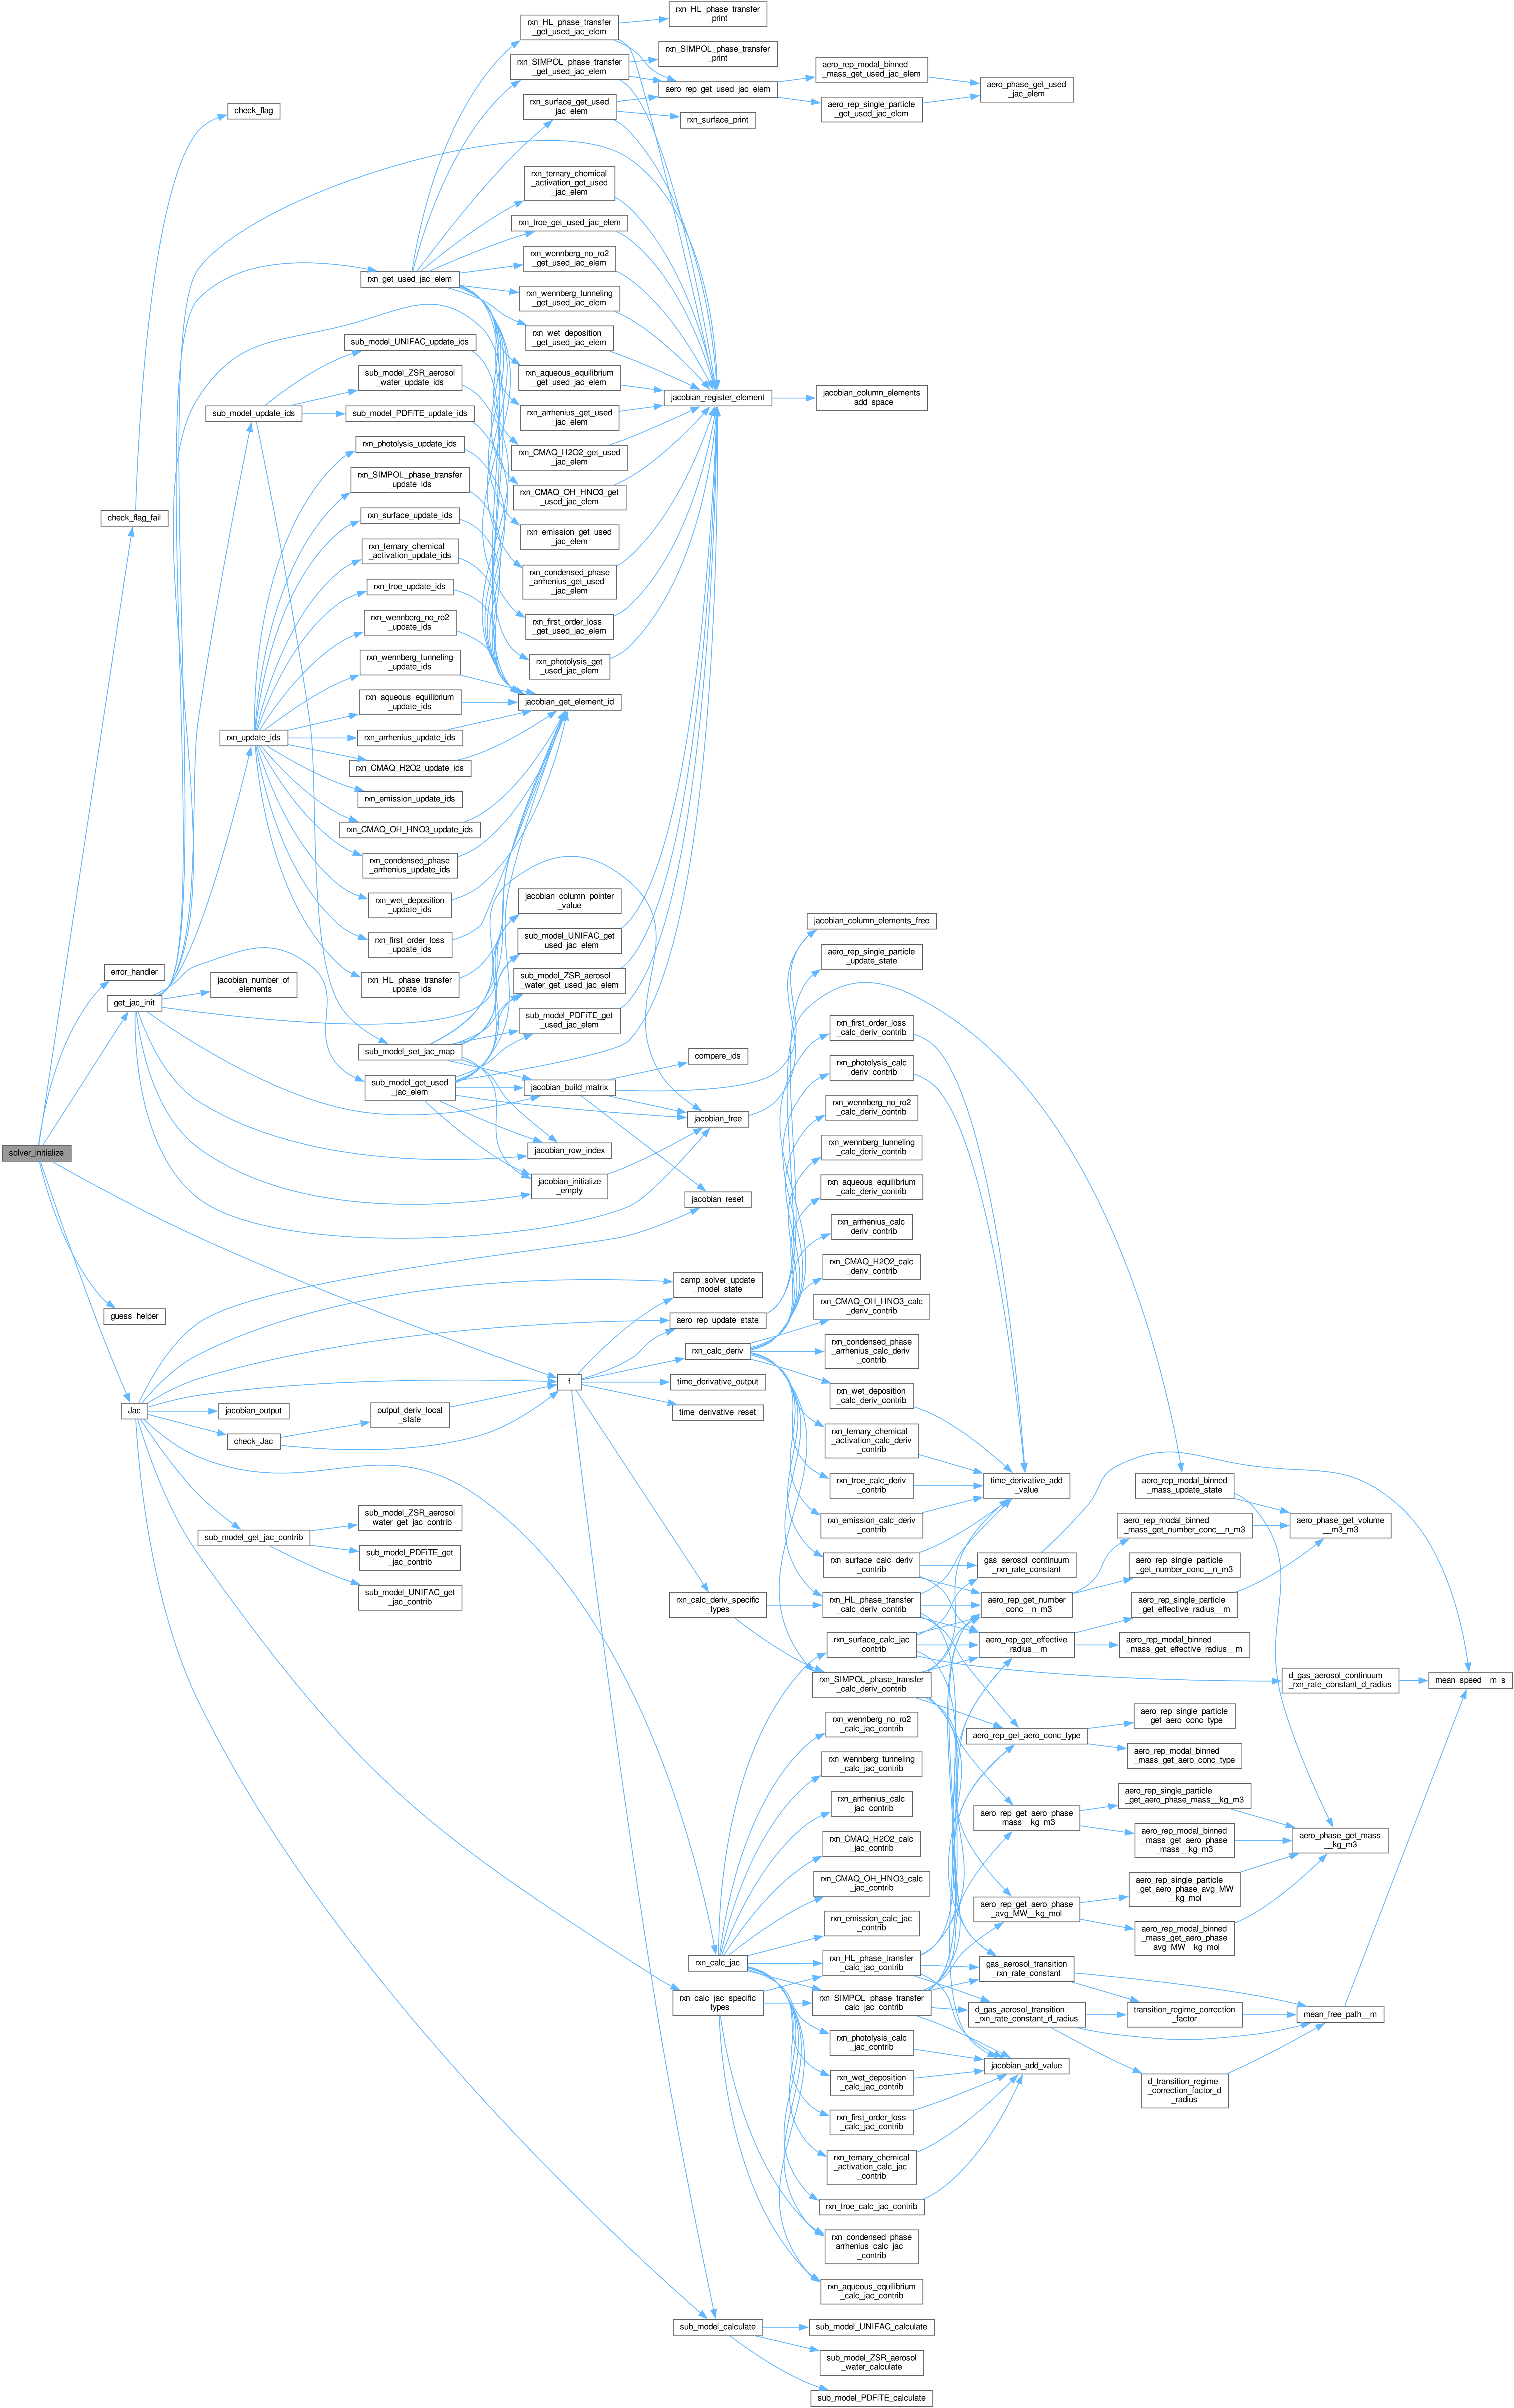 solver_initialize
check_flag_fail
check_flag
error_handler
get_jac_init
guess_helper
Jac
jacobian_number_of
_elements
rxn_get_used_jac_elem
sub_model_update_ids
rxn_update_ids
sub_model_UNIFAC_update_ids
sub_model_ZSR_aerosol
_water_update_ids
sub_model_PDFiTE_update_ids
rxn_photolysis_update_ids
rxn_SIMPOL_phase_transfer
_update_ids
rxn_surface_update_ids
rxn_ternary_chemical
_activation_update_ids
rxn_troe_update_ids
rxn_wennberg_no_ro2
_update_ids
rxn_wennberg_tunneling
_update_ids
rxn_aqueous_equilibrium
_update_ids
rxn_arrhenius_update_ids
rxn_CMAQ_H2O2_update_ids
rxn_emission_update_ids
rxn_CMAQ_OH_HNO3_update_ids
rxn_condensed_phase
_arrhenius_update_ids
rxn_wet_deposition
_update_ids
rxn_first_order_loss
_update_ids
rxn_HL_phase_transfer
_update_ids
sub_model_set_jac_map
sub_model_get_used
_jac_elem
rxn_HL_phase_transfer
_get_used_jac_elem
rxn_SIMPOL_phase_transfer
_get_used_jac_elem
rxn_surface_get_used
_jac_elem
rxn_ternary_chemical
_activation_get_used
_jac_elem
rxn_troe_get_used_jac_elem
rxn_wennberg_no_ro2
_get_used_jac_elem
rxn_wennberg_tunneling
_get_used_jac_elem
rxn_wet_deposition
_get_used_jac_elem
rxn_aqueous_equilibrium
_get_used_jac_elem
rxn_arrhenius_get_used
_jac_elem
rxn_CMAQ_H2O2_get_used
_jac_elem
rxn_CMAQ_OH_HNO3_get
_used_jac_elem
rxn_emission_get_used
_jac_elem
rxn_condensed_phase
_arrhenius_get_used
_jac_elem
rxn_first_order_loss
_get_used_jac_elem
rxn_photolysis_get
_used_jac_elem
jacobian_get_element_id
jacobian_column_pointer
_value
sub_model_UNIFAC_get
_used_jac_elem
sub_model_ZSR_aerosol
_water_get_used_jac_elem
sub_model_PDFiTE_get
_used_jac_elem
jacobian_build_matrix
jacobian_row_index
jacobian_initialize
_empty
rxn_HL_phase_transfer
_print
rxn_SIMPOL_phase_transfer
_print
aero_rep_get_used_jac_elem
rxn_surface_print
aero_rep_modal_binned
_mass_get_used_jac_elem
aero_rep_single_particle
_get_used_jac_elem
aero_phase_get_used
_jac_elem
jacobian_register_element
jacobian_column_elements
_add_space
compare_ids
jacobian_free
jacobian_reset
jacobian_column_elements_free
aero_rep_single_particle
_update_state
camp_solver_update
_model_state
aero_rep_update_state
rxn_calc_deriv
f
time_derivative_output
time_derivative_reset
jacobian_output
check_Jac
output_deriv_local
_state
sub_model_get_jac_contrib
sub_model_ZSR_aerosol
_water_get_jac_contrib
sub_model_PDFiTE_get
_jac_contrib
sub_model_UNIFAC_get
_jac_contrib
rxn_first_order_loss
_calc_deriv_contrib
rxn_photolysis_calc
_deriv_contrib
rxn_wennberg_no_ro2
_calc_deriv_contrib
rxn_wennberg_tunneling
_calc_deriv_contrib
rxn_aqueous_equilibrium
_calc_deriv_contrib
rxn_arrhenius_calc
_deriv_contrib
rxn_CMAQ_H2O2_calc
_deriv_contrib
rxn_CMAQ_OH_HNO3_calc
_deriv_contrib
rxn_condensed_phase
_arrhenius_calc_deriv
_contrib
rxn_wet_deposition
_calc_deriv_contrib
rxn_ternary_chemical
_activation_calc_deriv
_contrib
rxn_troe_calc_deriv
_contrib
rxn_emission_calc_deriv
_contrib
rxn_surface_calc_deriv
_contrib
rxn_calc_deriv_specific
_types
rxn_HL_phase_transfer
_calc_deriv_contrib
rxn_surface_calc_jac
_contrib
rxn_SIMPOL_phase_transfer
_calc_deriv_contrib
rxn_wennberg_no_ro2
_calc_jac_contrib
rxn_wennberg_tunneling
_calc_jac_contrib
rxn_arrhenius_calc
_jac_contrib
rxn_CMAQ_H2O2_calc
_jac_contrib
rxn_CMAQ_OH_HNO3_calc
_jac_contrib
rxn_emission_calc_jac
_contrib
rxn_calc_jac
rxn_calc_jac_specific
_types
rxn_HL_phase_transfer
_calc_jac_contrib
rxn_SIMPOL_phase_transfer
_calc_jac_contrib
rxn_photolysis_calc
_jac_contrib
rxn_wet_deposition
_calc_jac_contrib
rxn_first_order_loss
_calc_jac_contrib
rxn_ternary_chemical
_activation_calc_jac
_contrib
rxn_troe_calc_jac_contrib
rxn_condensed_phase
_arrhenius_calc_jac
_contrib
rxn_aqueous_equilibrium
_calc_jac_contrib
sub_model_calculate
sub_model_UNIFAC_calculate
sub_model_ZSR_aerosol
_water_calculate
sub_model_PDFiTE_calculate
time_derivative_add
_value
gas_aerosol_continuum
_rxn_rate_constant
aero_rep_get_number
_conc__n_m3
aero_rep_get_effective
_radius__m
aero_rep_get_aero_conc_type
aero_rep_get_aero_phase
_mass__kg_m3
aero_rep_get_aero_phase
_avg_MW__kg_mol
gas_aerosol_transition
_rxn_rate_constant
d_gas_aerosol_transition
_rxn_rate_constant_d_radius
jacobian_add_value
aero_rep_modal_binned
_mass_update_state
aero_rep_modal_binned
_mass_get_number_conc__n_m3
aero_rep_single_particle
_get_number_conc__n_m3
aero_rep_single_particle
_get_effective_radius__m
aero_rep_modal_binned
_mass_get_effective_radius__m
aero_rep_single_particle
_get_aero_conc_type
aero_rep_modal_binned
_mass_get_aero_conc_type
aero_rep_single_particle
_get_aero_phase_mass__kg_m3
aero_rep_modal_binned
_mass_get_aero_phase
_mass__kg_m3
aero_rep_single_particle
_get_aero_phase_avg_MW
__kg_mol
aero_rep_modal_binned
_mass_get_aero_phase
_avg_MW__kg_mol
transition_regime_correction
_factor
d_transition_regime
_correction_factor_d
_radius
aero_phase_get_volume
__m3_m3
d_gas_aerosol_continuum
_rxn_rate_constant_d_radius
aero_phase_get_mass
__kg_m3
mean_free_path__m
mean_speed__m_s